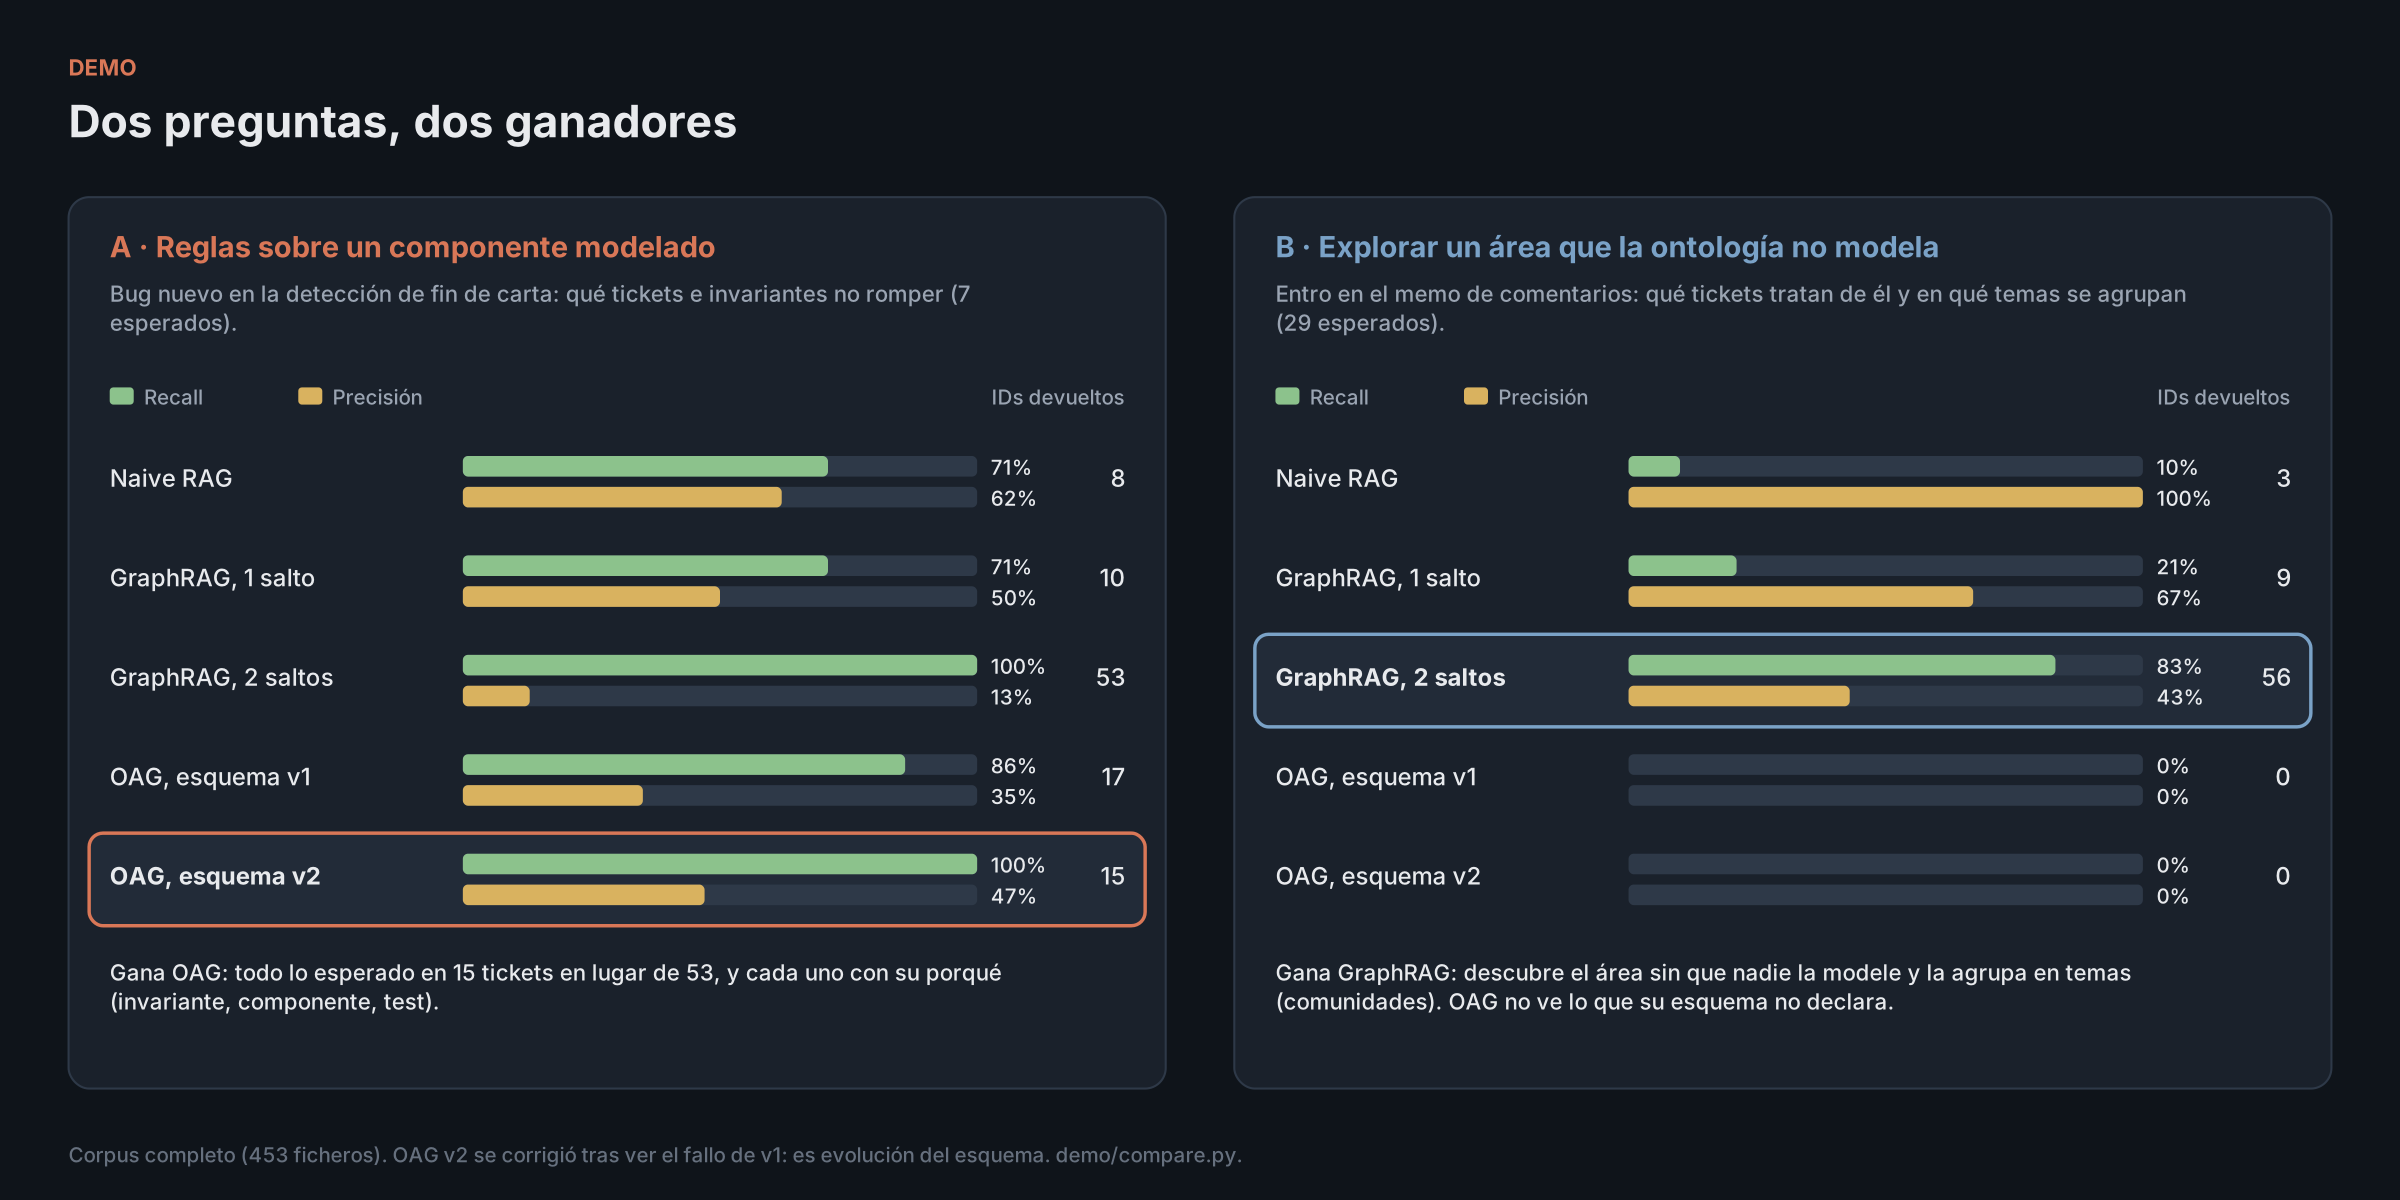 DEMO
Dos preguntas, dos ganadores
A · Reglas sobre un componente modelado
Bug nuevo en la detección de fin de carta: qué tickets e invariantes no romper (7
esperados).
Recall
Precisión
IDs devueltos
Naive RAG
71%
62%
8
GraphRAG, 1 salto
71%
50%
10
GraphRAG, 2 saltos
100%
13%
53
OAG, esquema v1
86%
35%
17
OAG, esquema v2
100%
47%
15
Gana OAG: todo lo esperado en 15 tickets en lugar de 53, y cada uno con su porqué
(invariante, componente, test).
B · Explorar un área que la ontología no modela
Entro en el memo de comentarios: qué tickets tratan de él y en qué temas se agrupan
(29 esperados).
Recall
Precisión
IDs devueltos
Naive RAG
10%
100%
3
GraphRAG, 1 salto
21%
67%
9
GraphRAG, 2 saltos
83%
43%
56
OAG, esquema v1
0%
0%
0
OAG, esquema v2
0%
0%
0
Gana GraphRAG: descubre el área sin que nadie la modele y la agrupa en temas
(comunidades). OAG no ve lo que su esquema no declara.
Corpus completo (453 ficheros). OAG v2 se corrigió tras ver el fallo de v1: es evolución del esquema. demo/compare.py.